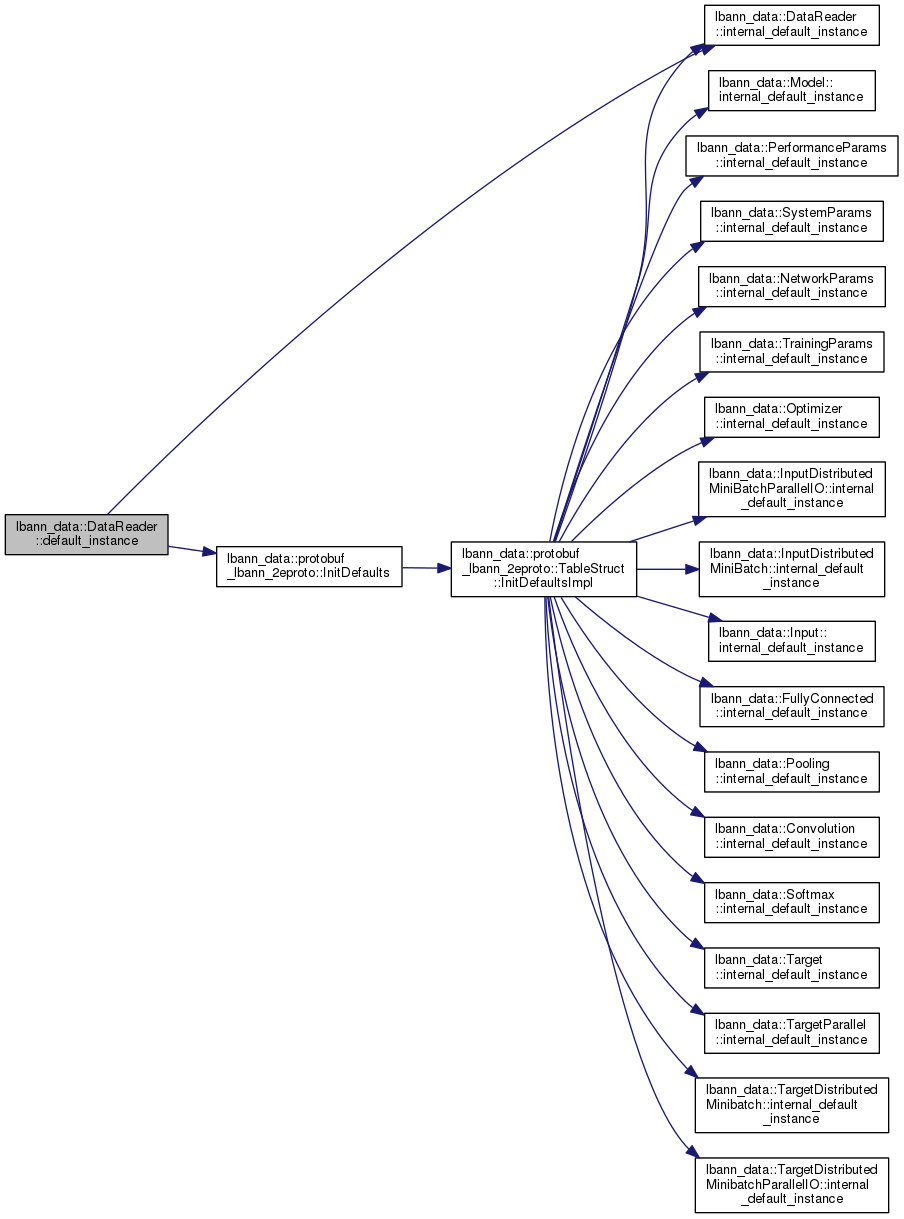 lbann_data::DataReader
::default_instance
lbann_data::protobuf
_lbann_2eproto::InitDefaults
lbann_data::protobuf
_lbann_2eproto::TableStruct
::InitDefaultsImpl
lbann_data::DataReader
::internal_default_instance
lbann_data::Model::
internal_default_instance
lbann_data::PerformanceParams
::internal_default_instance
lbann_data::SystemParams
::internal_default_instance
lbann_data::NetworkParams
::internal_default_instance
lbann_data::TrainingParams
::internal_default_instance
lbann_data::Optimizer
::internal_default_instance
lbann_data::InputDistributed
MiniBatchParallelIO::internal
_default_instance
lbann_data::InputDistributed
MiniBatch::internal_default
_instance
lbann_data::Input::
internal_default_instance
lbann_data::FullyConnected
::internal_default_instance
lbann_data::Pooling
::internal_default_instance
lbann_data::Convolution
::internal_default_instance
lbann_data::Softmax
::internal_default_instance
lbann_data::Target
::internal_default_instance
lbann_data::TargetParallel
::internal_default_instance
lbann_data::TargetDistributed
Minibatch::internal_default
_instance
lbann_data::TargetDistributed
MinibatchParallelIO::internal
_default_instance